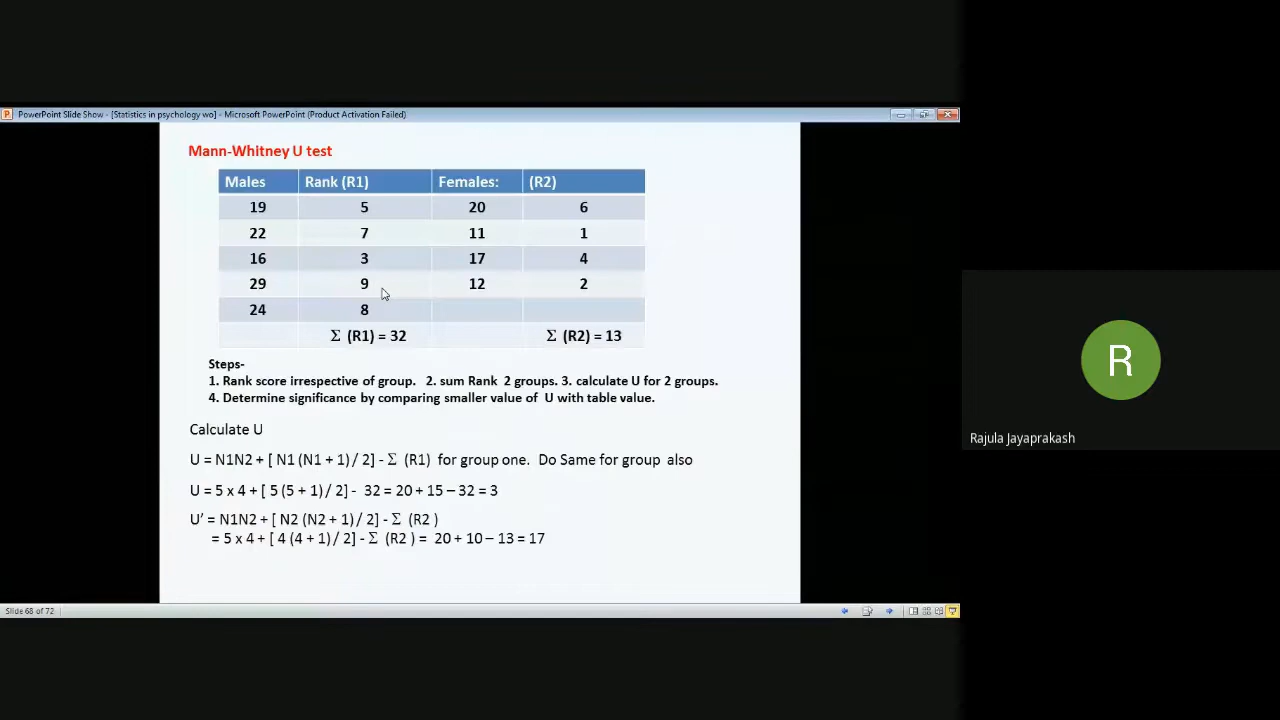 PowerPoint Slide Show - [Statistics in psychology wo] - Microsoft PowerPoint (Product Activation Failed)
Mann-Whitney U test
Males Rank (R1) Females: (R2)
19 5 20 6
22 7 11 1
16 3 17 4
29 9 12 2
24 8
Σ (R1) = 32 Σ (R2) = 13
Steps-
1. Rank score irrespective of group. 2. sum Rank 2 groups. 3. calculate U for 2 groups.
4. Determine significance by comparing smaller value of U with table value.
Calculate U
U = N1N2 + [ N1 (N1 + 1) / 2] - Σ (R1) for group one. Do Same for group also
U = 5 x 4 + [ 5 (5 + 1) / 2] - 32 = 20 + 15 – 32 = 3
U’ = N1N2 + [ N2 (N2 + 1) / 2] - Σ (R2 )
= 5 x 4 + [ 4 (4 + 1) / 2] - Σ (R2 ) = 20 + 10 – 13 = 17
Slide 68 of 72
R
Rajula Jayaprakash